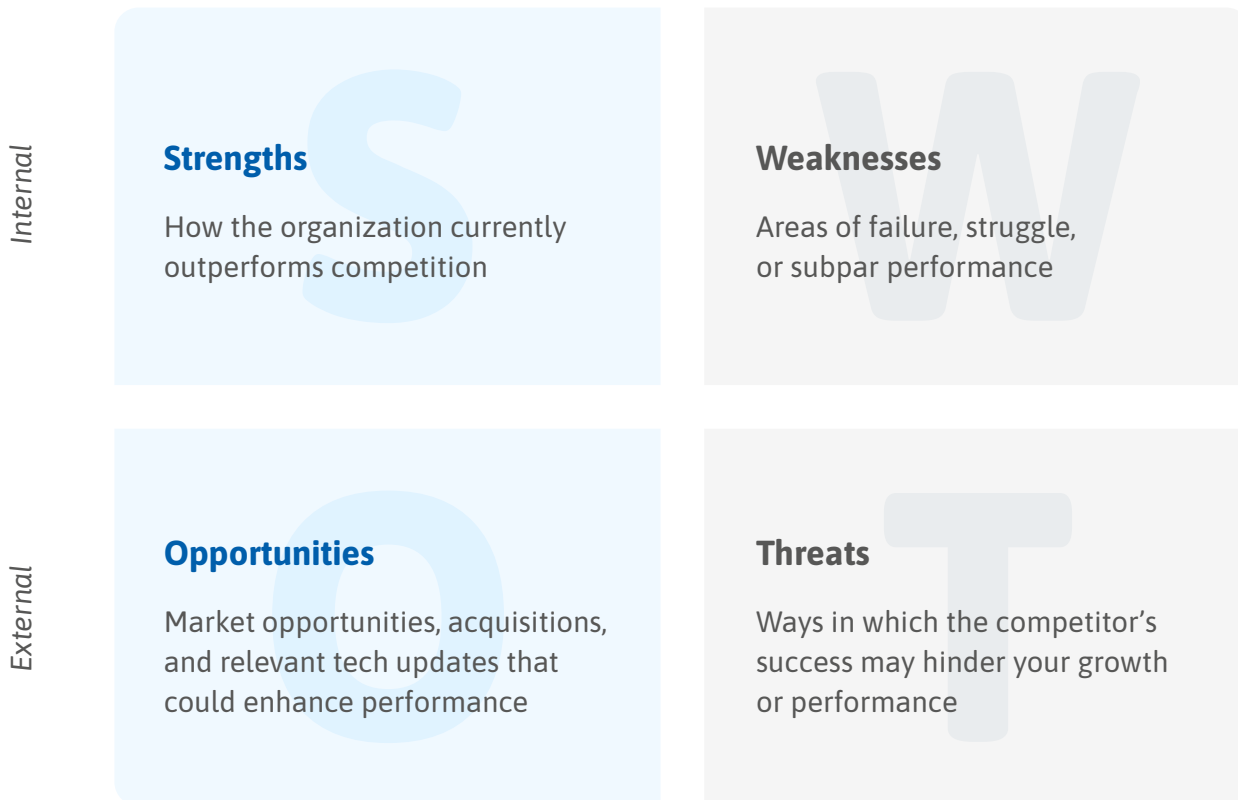 Internal
S
Strengths
How the organization currently
outperforms competition
W
Weaknesses
Areas of failure, struggle,
or subpar performance
External
O
Opportunities
Market opportunities, acquisitions,
and relevant tech updates that
could enhance performance
T
Threats
Ways in which the competitor’s
success may hinder your growth
or performance